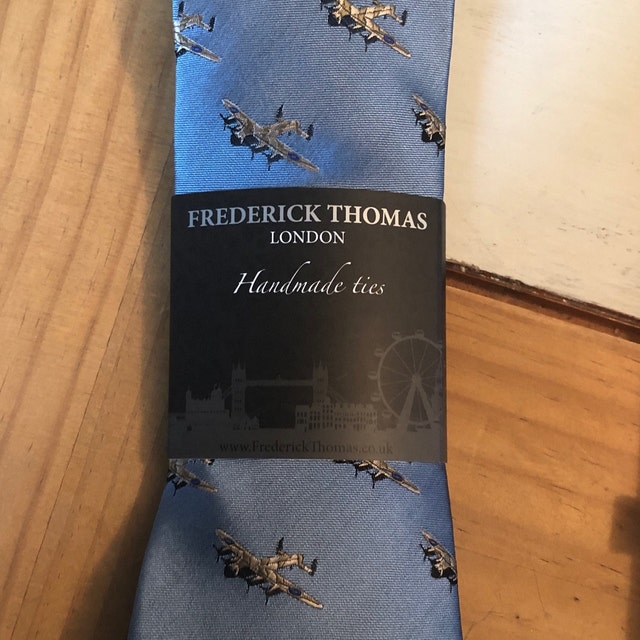 FREDERICK THOMAS
LONDON
Handmade ties
www.FrederickThomas.co.uk